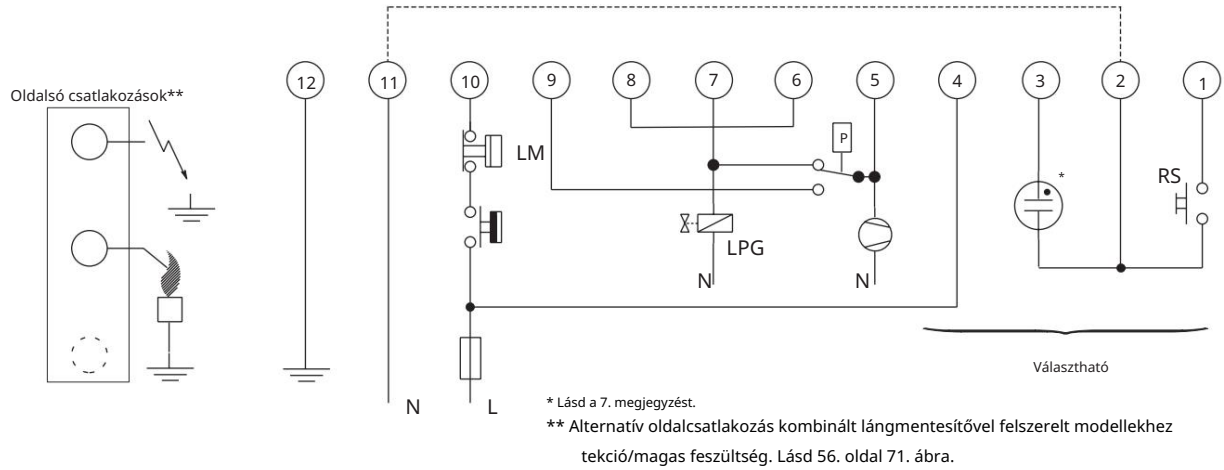 12 11 10 9 8 7 6 5 4 3 2 1
Oldalsó csatlakozások**
P
LM
*
RS
LPG
N N
Választható
N L
* Lásd a 7. megjegyzést.
** Alternatív oldalcsatlakozás kombinált lángmentesítővel felszerelt modellekhez
tekció/magas feszültség. Lásd 56. oldal 71. ábra.